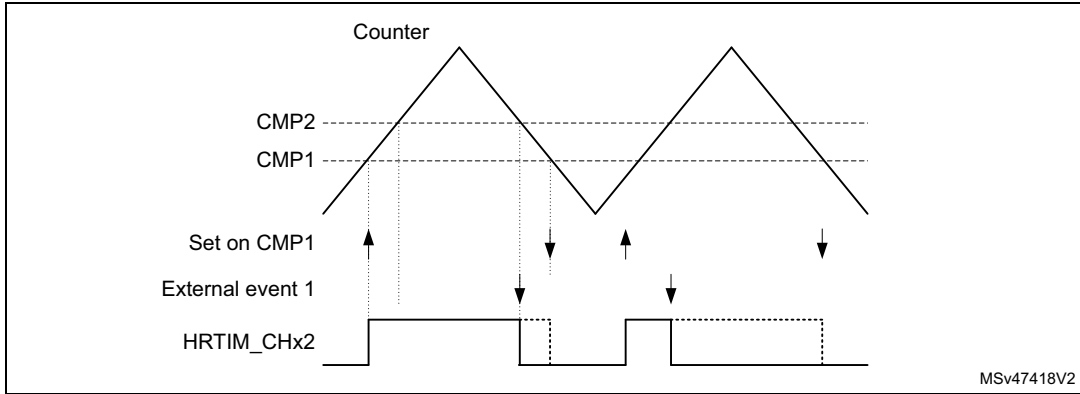 Counter
CMP2
CMP1
Set on CMP1
External event 1
HRTIM_CHx2
MSv47418V2